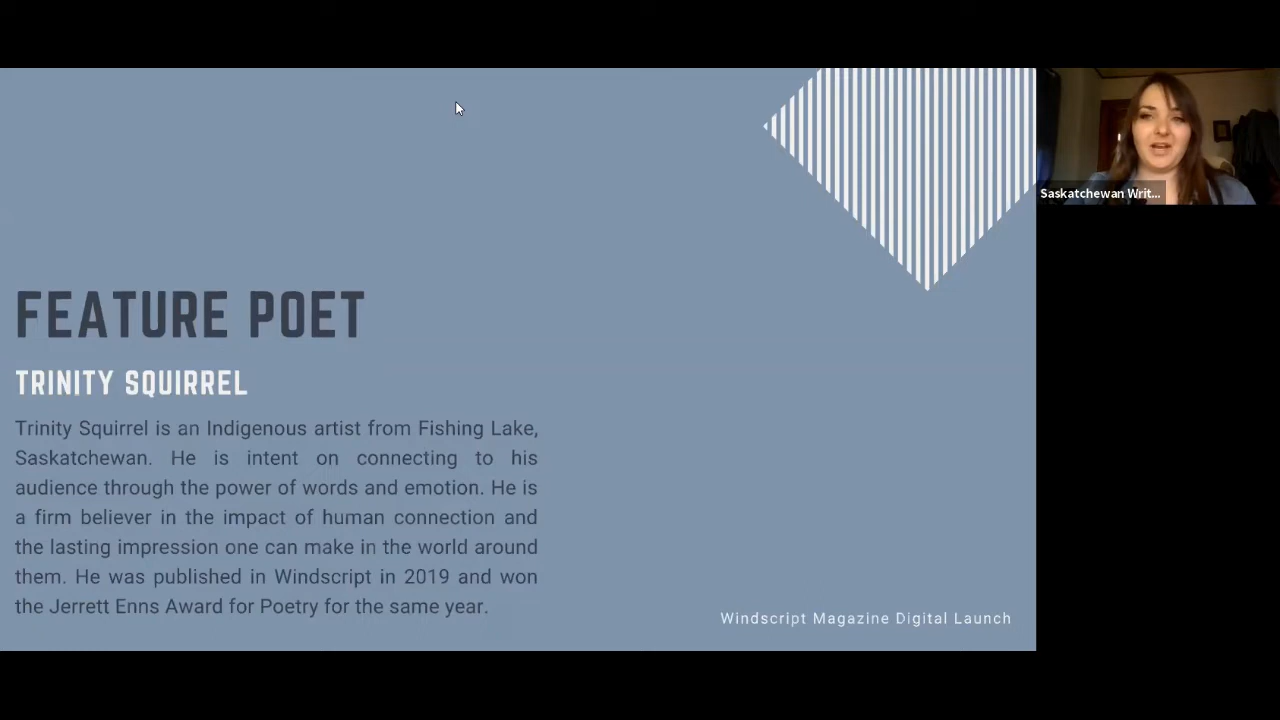 FEATURE POET
TRINITY SQUIRREL
Trinity Squirrel is an Indigenous artist from Fishing Lake,
Saskatchewan. He is intent on connecting to his
audience through the power of words and emotion. He is
a firm believer in the impact of human connection and
the lasting impression one can make in the world around
them. He was published in Windscript in 2019 and won
the Jerrett Enns Award for Poetry for the same year.
Windscript Magazine Digital Launch
Saskatchewan Writ...